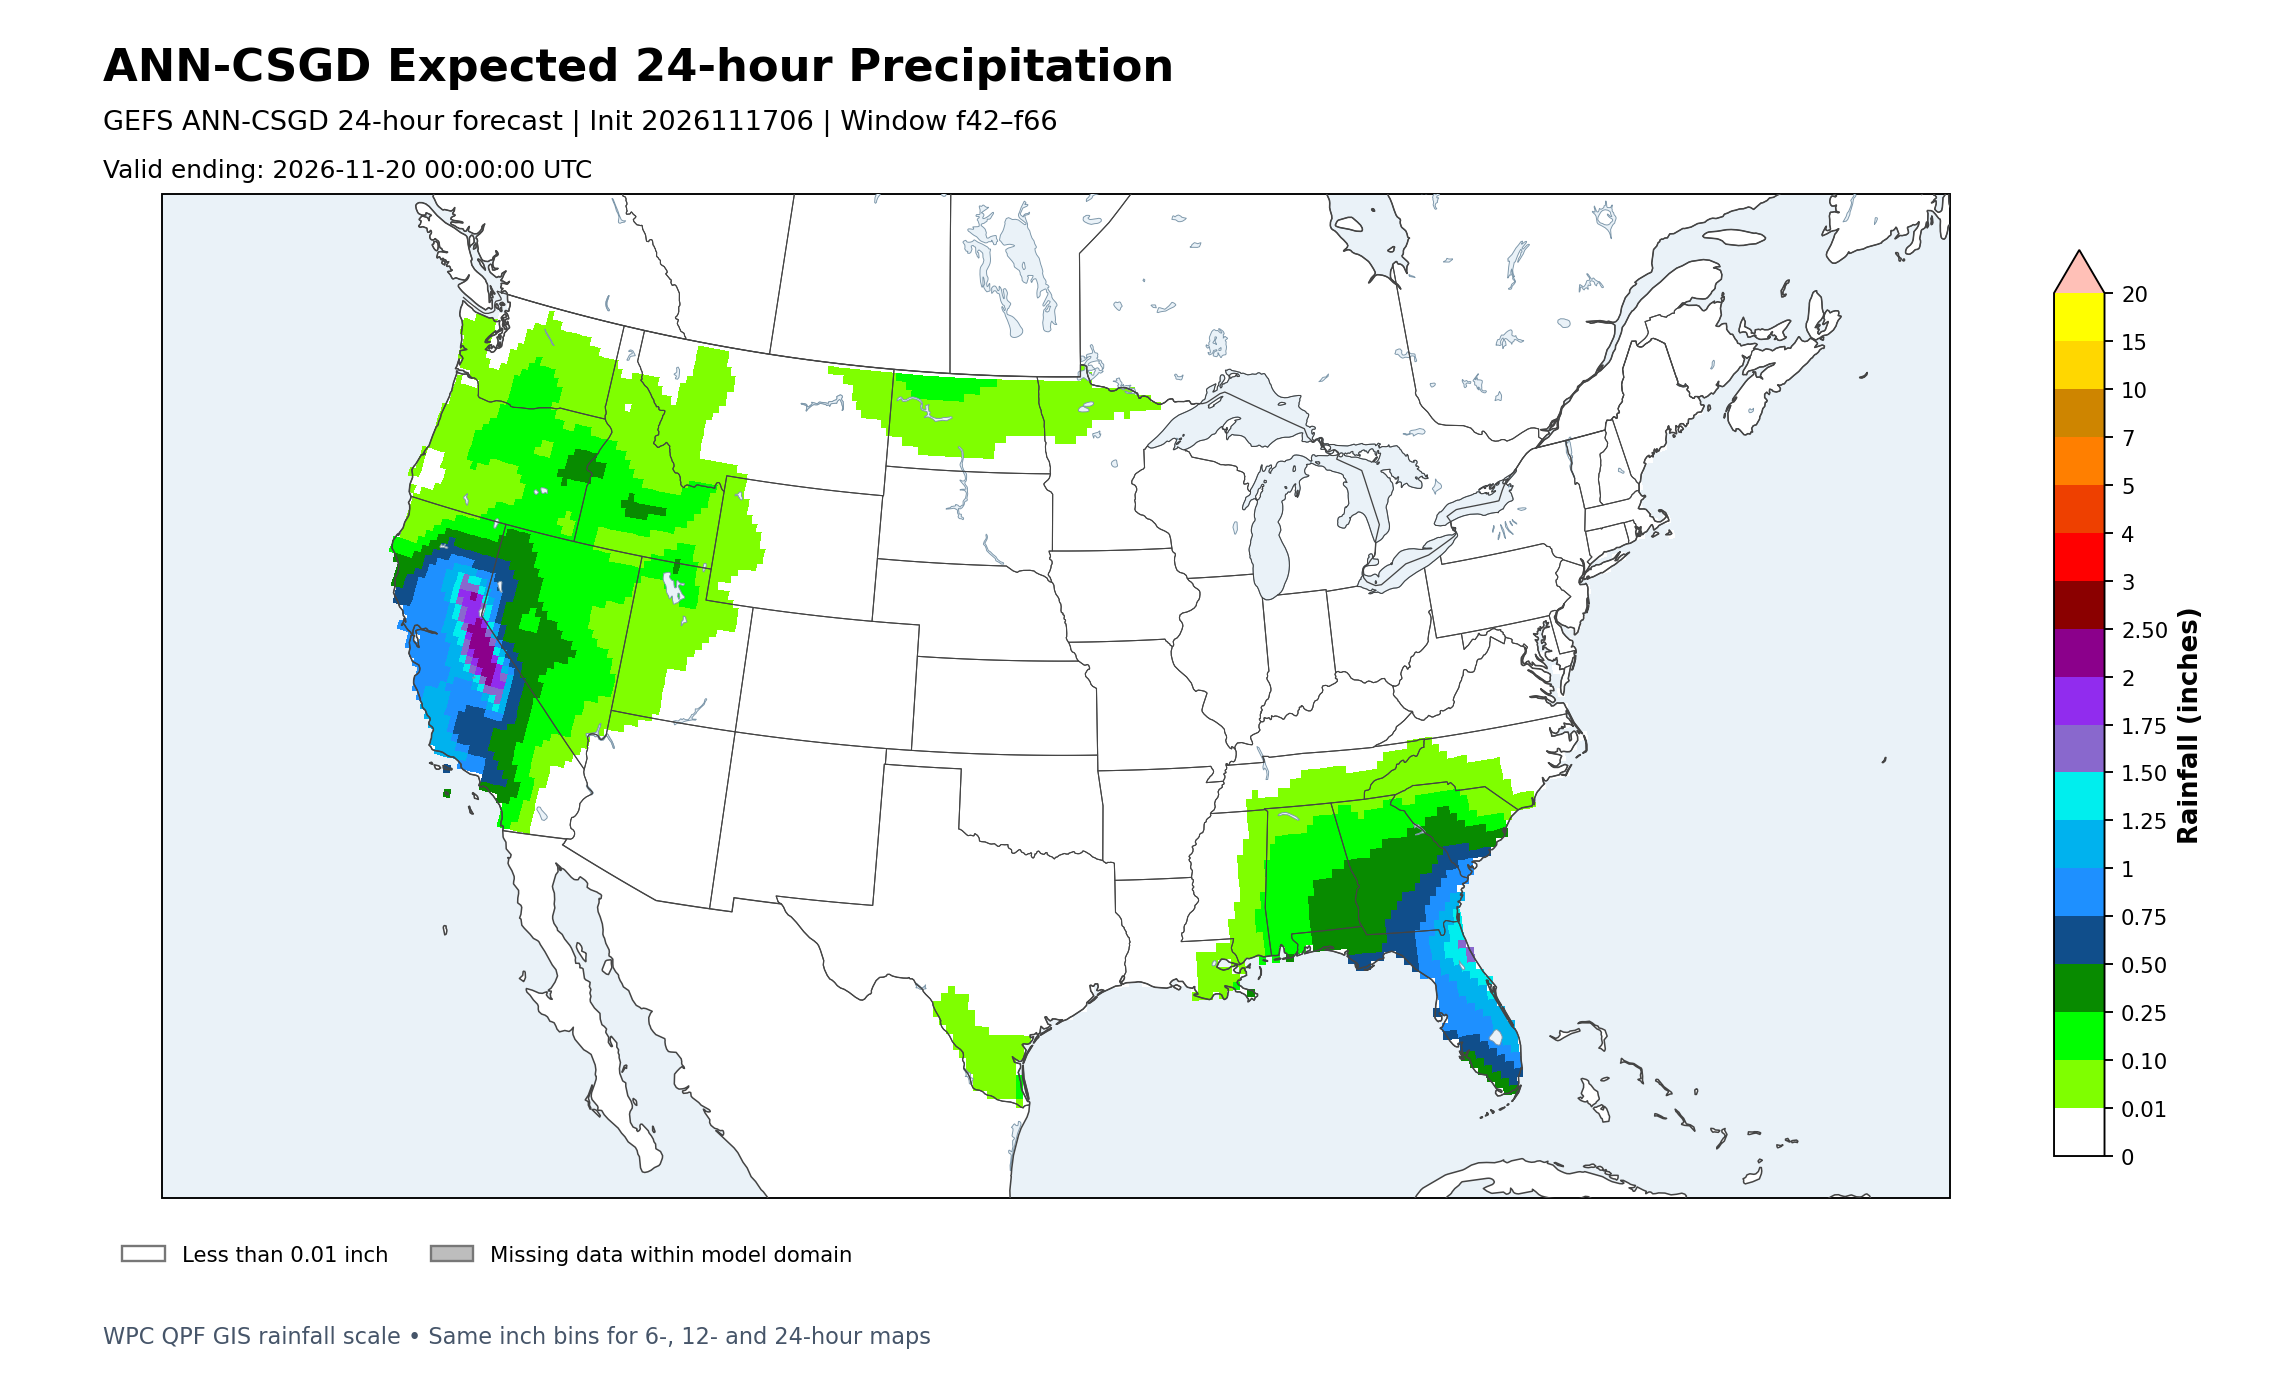 ANN-CSGD Expected 24-hour Precipitation
GEFS ANN-CSGD 24-hour forecast | Init 2026111706 | Window f42–f66
Valid ending: 2026-11-20 00:00:00 UTC
20
15
10
7
5
4
3
2.50
2
1.75
1.50
1.25
1
0.75
0.50
0.25
0.10
0.01
0
Rainfall (inches)
Less than 0.01 inch
Missing data within model domain
WPC QPF GIS rainfall scale • Same inch bins for 6-, 12- and 24-hour maps